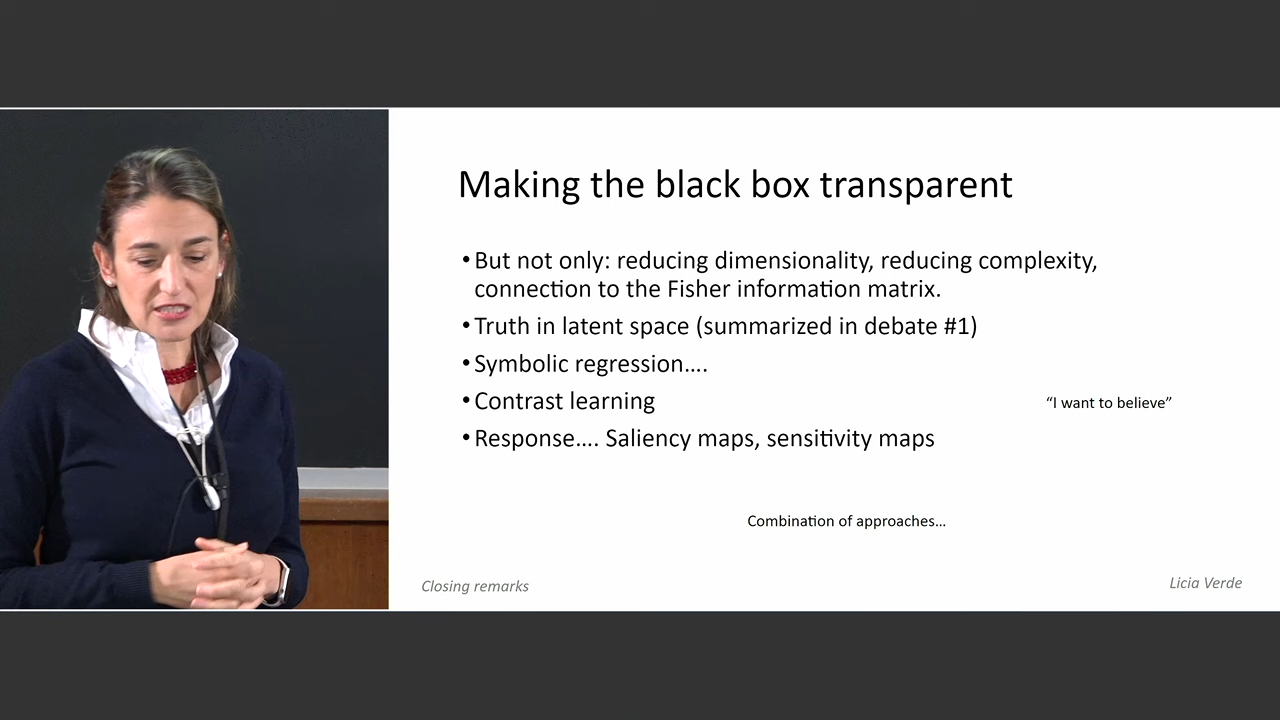 Making the black box transparent
•But not only: reducing dimensionality, reducing complexity,
connection to the Fisher information matrix.
•Truth in latent space (summarized in debate #1)
•Symbolic regression….
•Contrast learning
“I want to believe”
•Response…. Saliency maps, sensitivity maps
Combination of approaches…
Closing remarks
Licia Verde